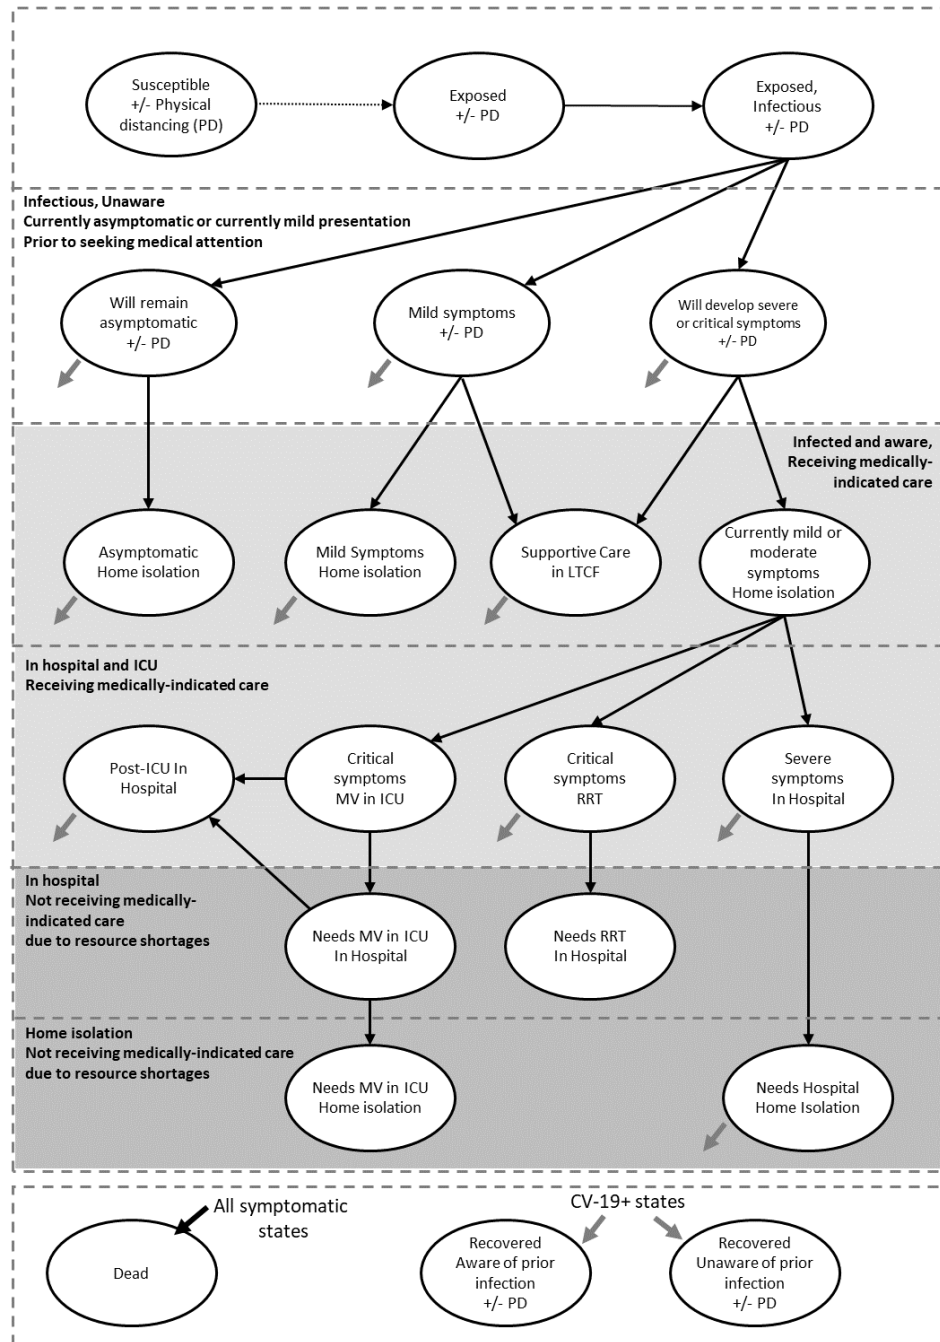 Susceptible
+/- Physical
distancing (PD)
Exposed
+/- PD
Exposed,
Infectious
+/- PD
Infectious, Unaware
Currently asymptomatic or currently mild presentation
Prior to seeking medical attention
Will remain
asymptomatic
+/- PD
Mild symptoms
+/- PD
Will develop severe
or critical symptoms
+/- PD
Infected and aware,
Receiving medically-
indicated care
Asymptomatic
Home isolation
Mild Symptoms
Home isolation
Supportive Care
in LTCF
Currently mild or
moderate
symptoms
Home isolation
In hospital and ICU
Receiving medically-indicated care
Post-ICU In
Hospital
Critical
symptoms
MV in ICU
Critical
symptoms
RRT
Severe
symptoms
In Hospital
In hospital
Not receiving medically-
indicated care
due to resource shortages
Needs MV in ICU
In Hospital
Needs RRT
In Hospital
Home isolation
Not receiving medically-indicated care
due to resource shortages
Needs MV in ICU
Home isolation
Needs Hospital
Home Isolation
All symptomatic
states
Dead
CV-19+ states
Recovered
Aware of prior
infection
+/- PD
Recovered
Unaware of prior
infection
+/- PD